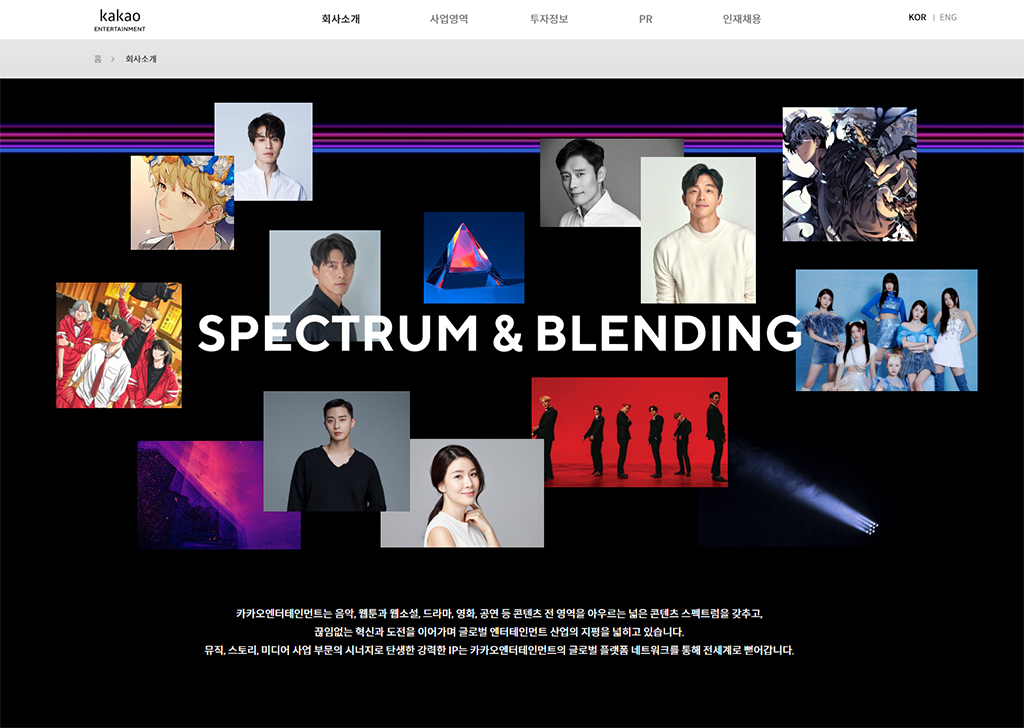 kakao
ENTERTAINMENT
회사소개 사업영역 투자정보 PR 인재채용 KOR | ENG
홈 > 회사소개
SPECTRUM & BLENDING
카카오엔터테인먼트는 음악, 웹툰과 웹소설, 드라마, 영화, 공연 등 콘텐츠 전 영역을 아우르는 넓은 콘텐츠 스펙트럼을 갖추고,
끊임없는 혁신과 도전을 이어가며 글로벌 엔터테인먼트 산업의 지평을 넓히고 있습니다.
뮤직, 스토리, 미디어 사업 부문의 시너지로 탄생한 강력한 IP는 카카오엔터테인먼트의 글로벌 플랫폼 네트워크를 통해 전세계로 뻗어갑니다.